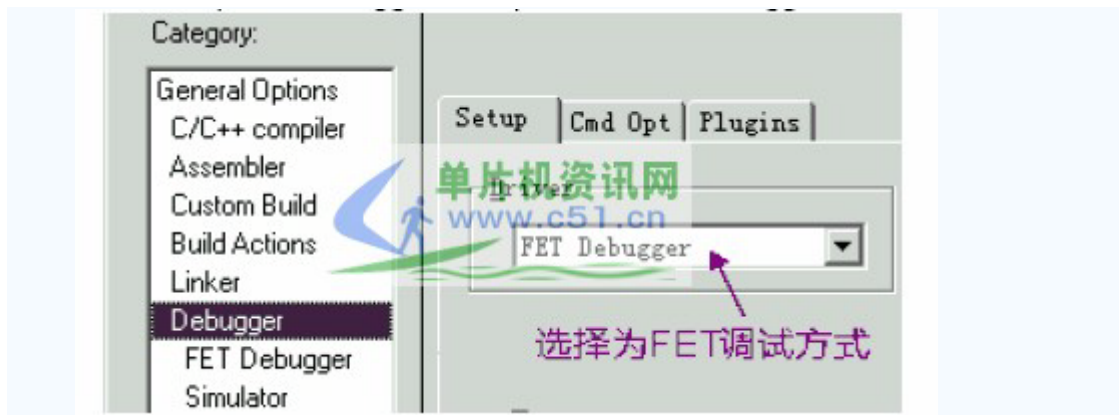 Category:
General Options
C/C++ compiler
Assembler
Custom Build
Build Actions
Linker
Debugger
FET Debugger
Simulator
Setup
Cmd Opt
Plugins
Driver
FET Debugger
单片机资讯网
www.c51.cn
选择为FET调试方式